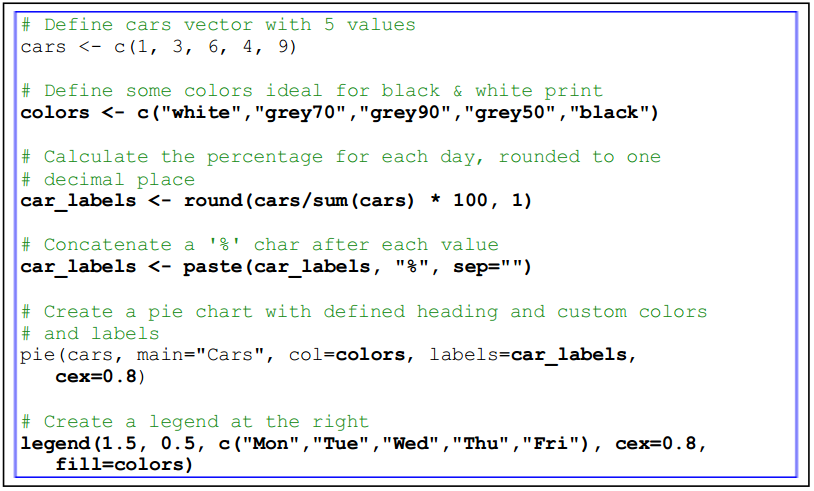 # Define cars vector with 5 values
cars <- c(1, 3, 6, 4, 9)
# Define some colors ideal for black & white print
colors <- c("white","grey70","grey90","grey50","black")
# Calculate the percentage for each day, rounded to one
# decimal place
car_labels <- round(cars/sum(cars) * 100, 1)
# Concatenate a '%' char after each value
car_labels <- paste(car_labels, "%", sep="")
# Create a pie chart with defined heading and custom colors
# and labels
pie(cars, main="Cars", col=colors, labels=car_labels,
   cex=0.8)
# Create a legend at the right
legend(1.5, 0.5, c("Mon","Tue","Wed","Thu","Fri"), cex=0.8,
   fill=colors)